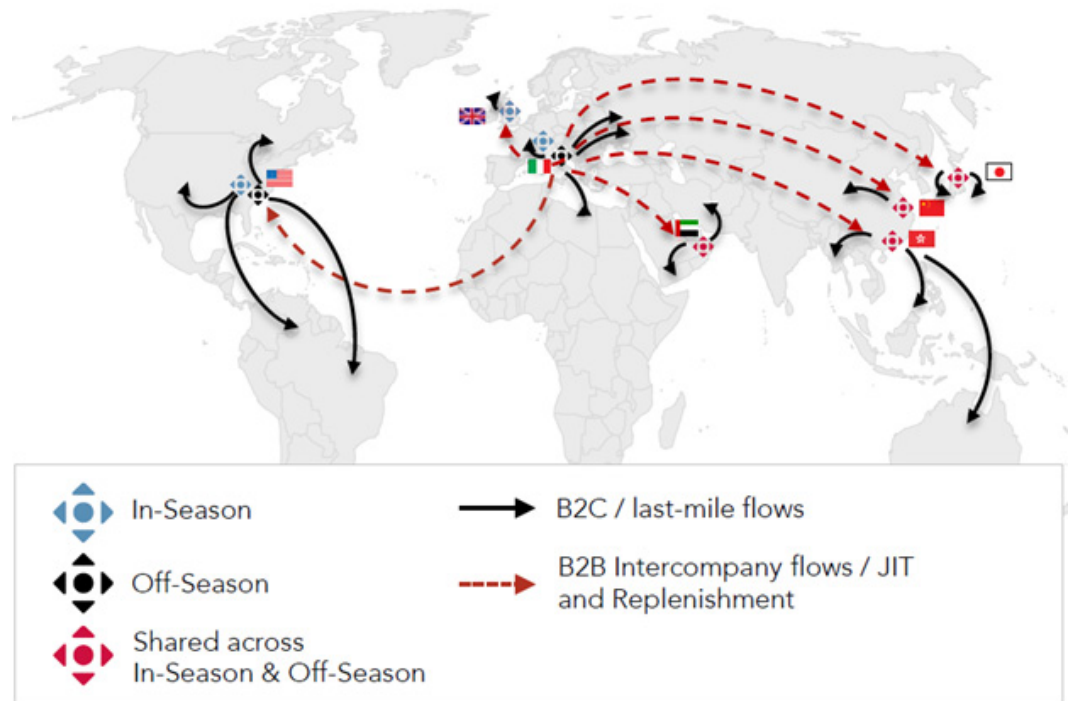 In-Season
B2C / last-mile flows
Off-Season
B2B Intercompany flows / JIT
and Replenishment
Shared across
In-Season & Off-Season